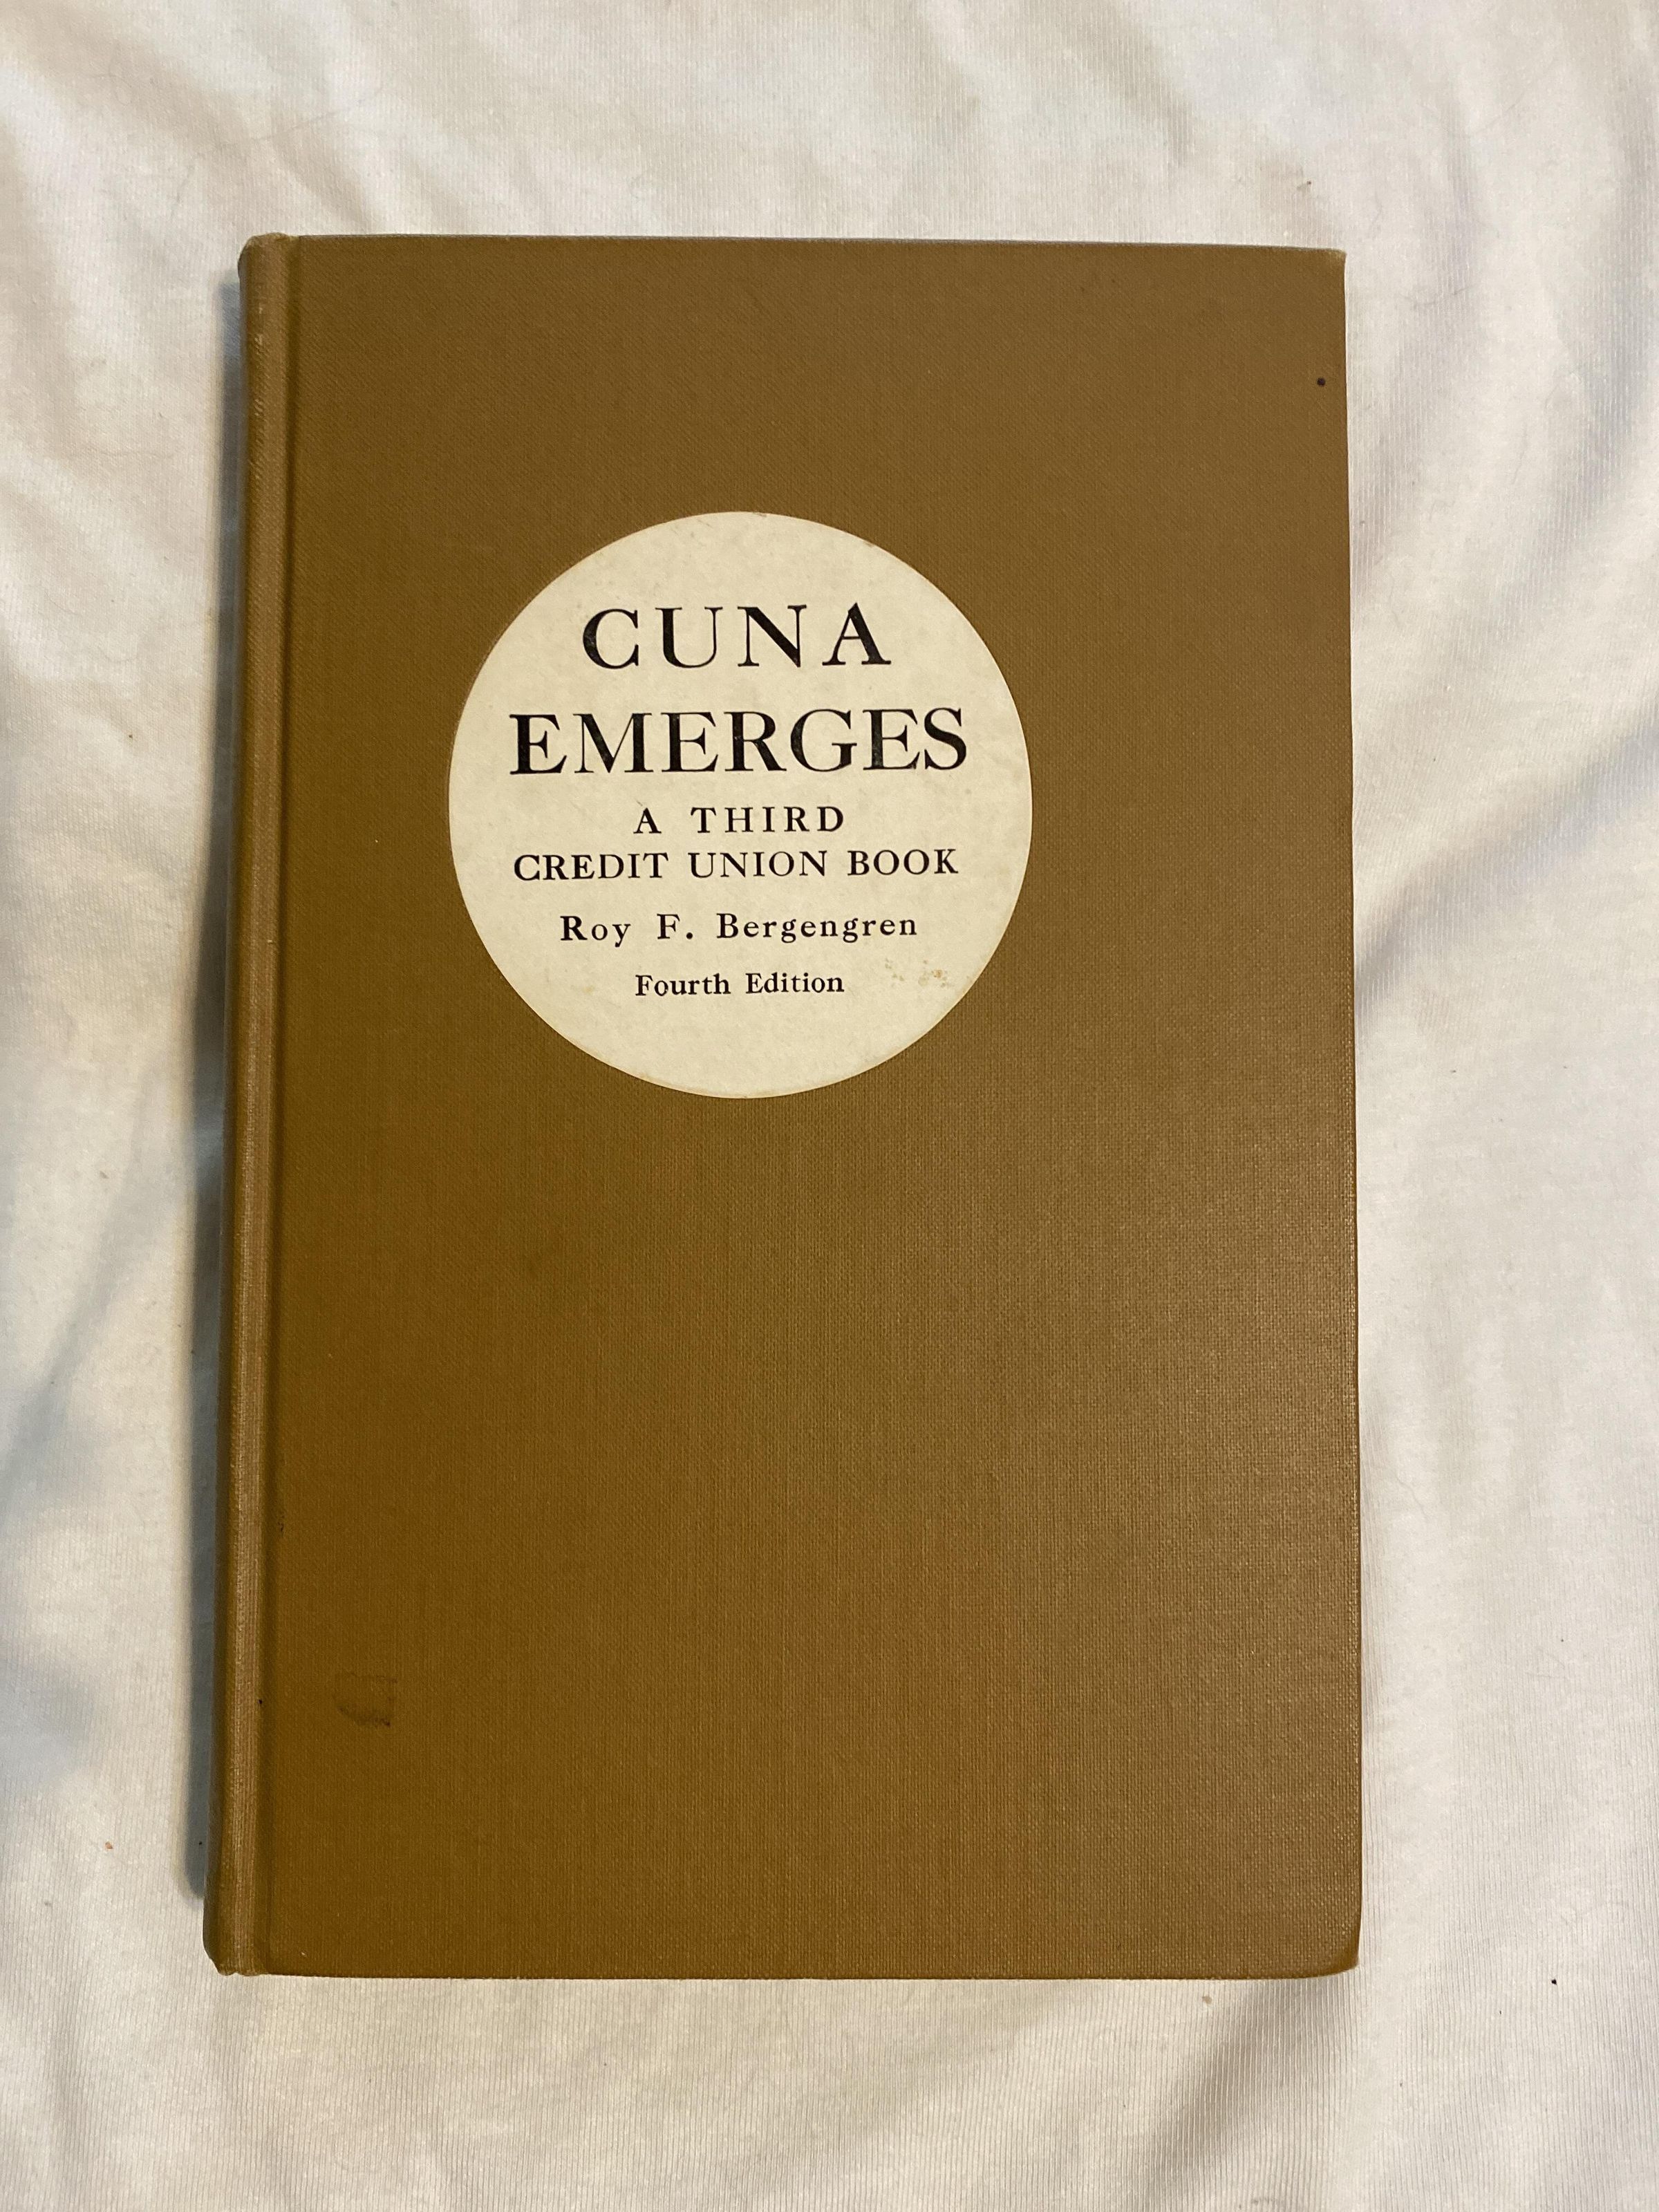 CUNA
EMERGES
A THIRD
CREDIT UNION BOOK
Roy F. Bergengren
Fourth Edition